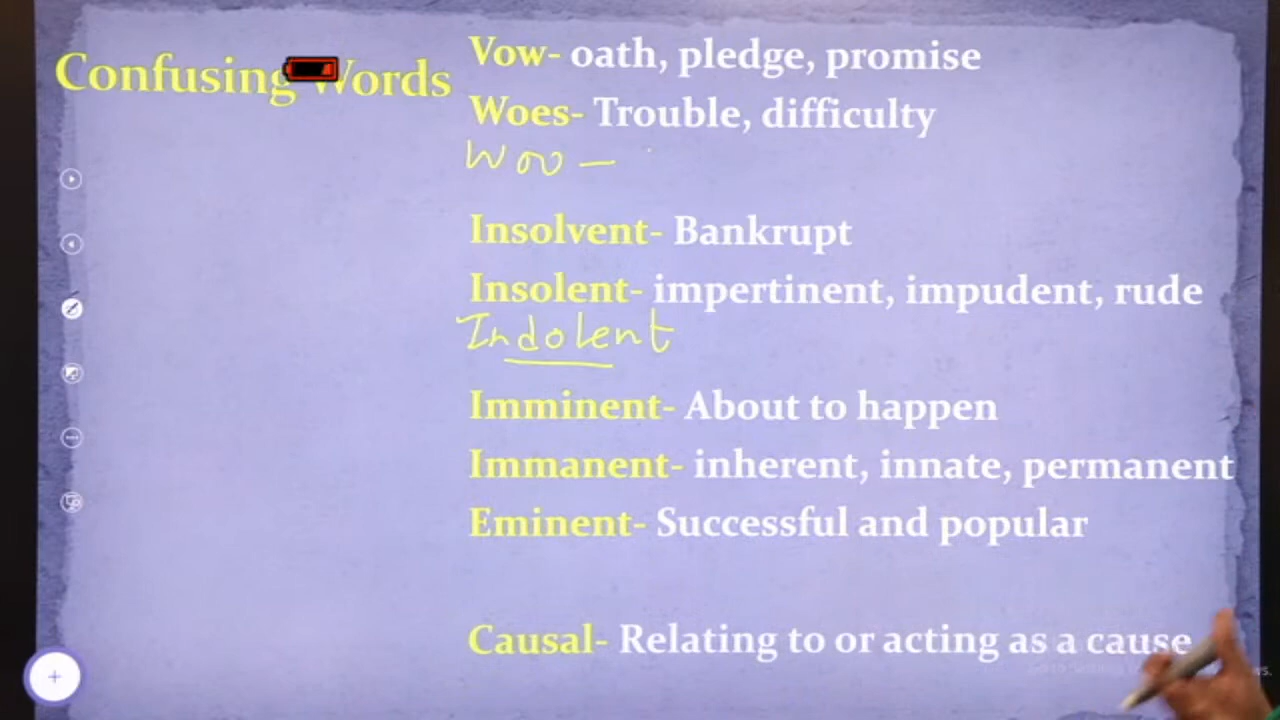 Confusing Words
Vow- oath, pledge, promise
Woes- Trouble, difficulty
Woo -
Insolvent- Bankrupt
Insolent- impertinent, impudent, rude
Indolent
Imminent- About to happen
Immanent- inherent, innate, permanent
Eminent- Successful and popular
Causal- Relating to or acting as a cause